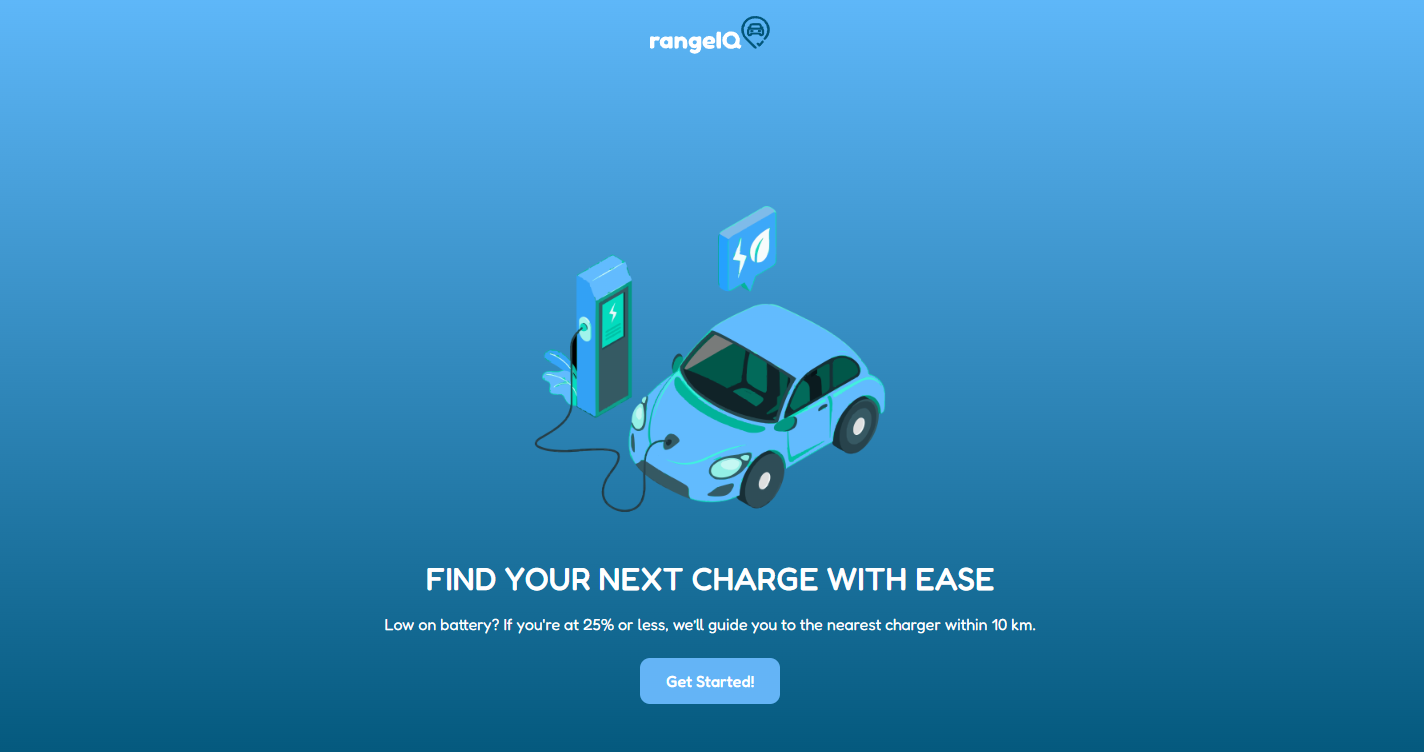 rangeIQ
FIND YOUR NEXT CHARGE WITH EASE
Low on battery? If you're at 25% or less, we'll guide you to the nearest charger within 10 km.
Get Started!